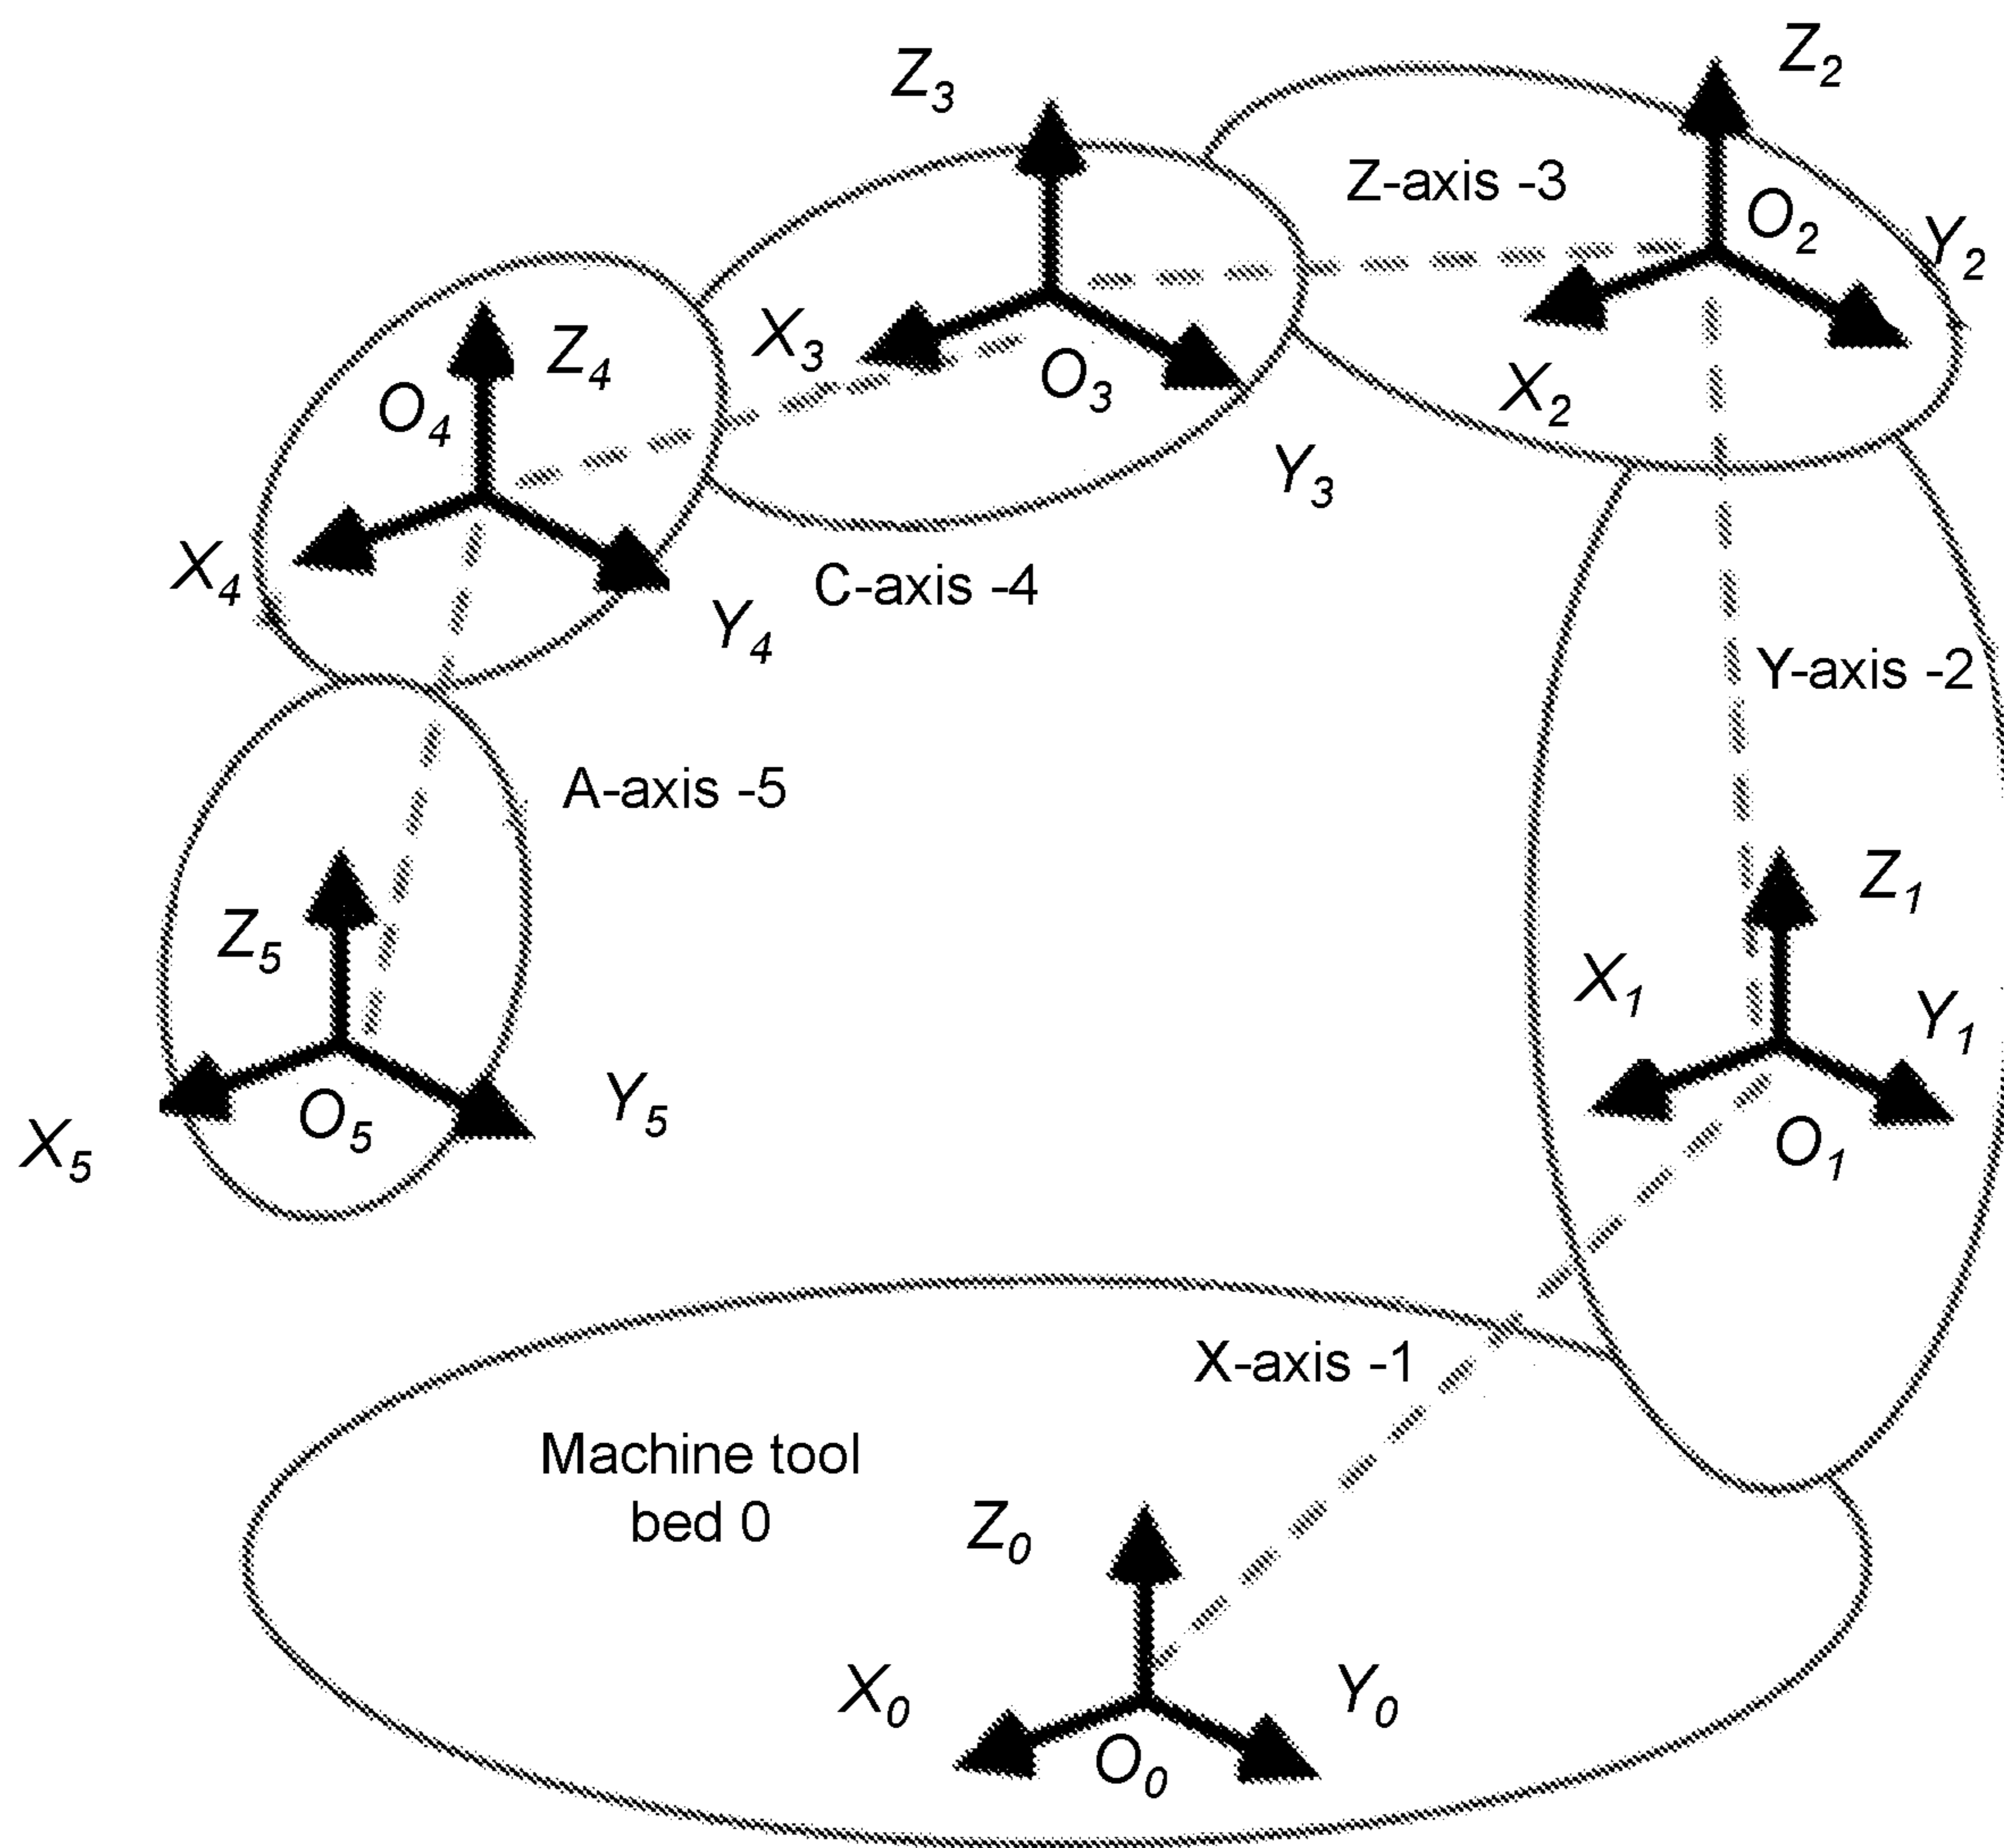 Z2
Z3
Z-axis -3
O2
Y2
X3
Z4
O3
O4
X2
Y3
X4
C-axis -4
Y4
Y-axis -2
A-axis -5
Z1
Z5
X1
Y1
O5
Y5
X5
O1
X-axis -1
Machine tool
bed 0
Z0
X0
Y0
O0